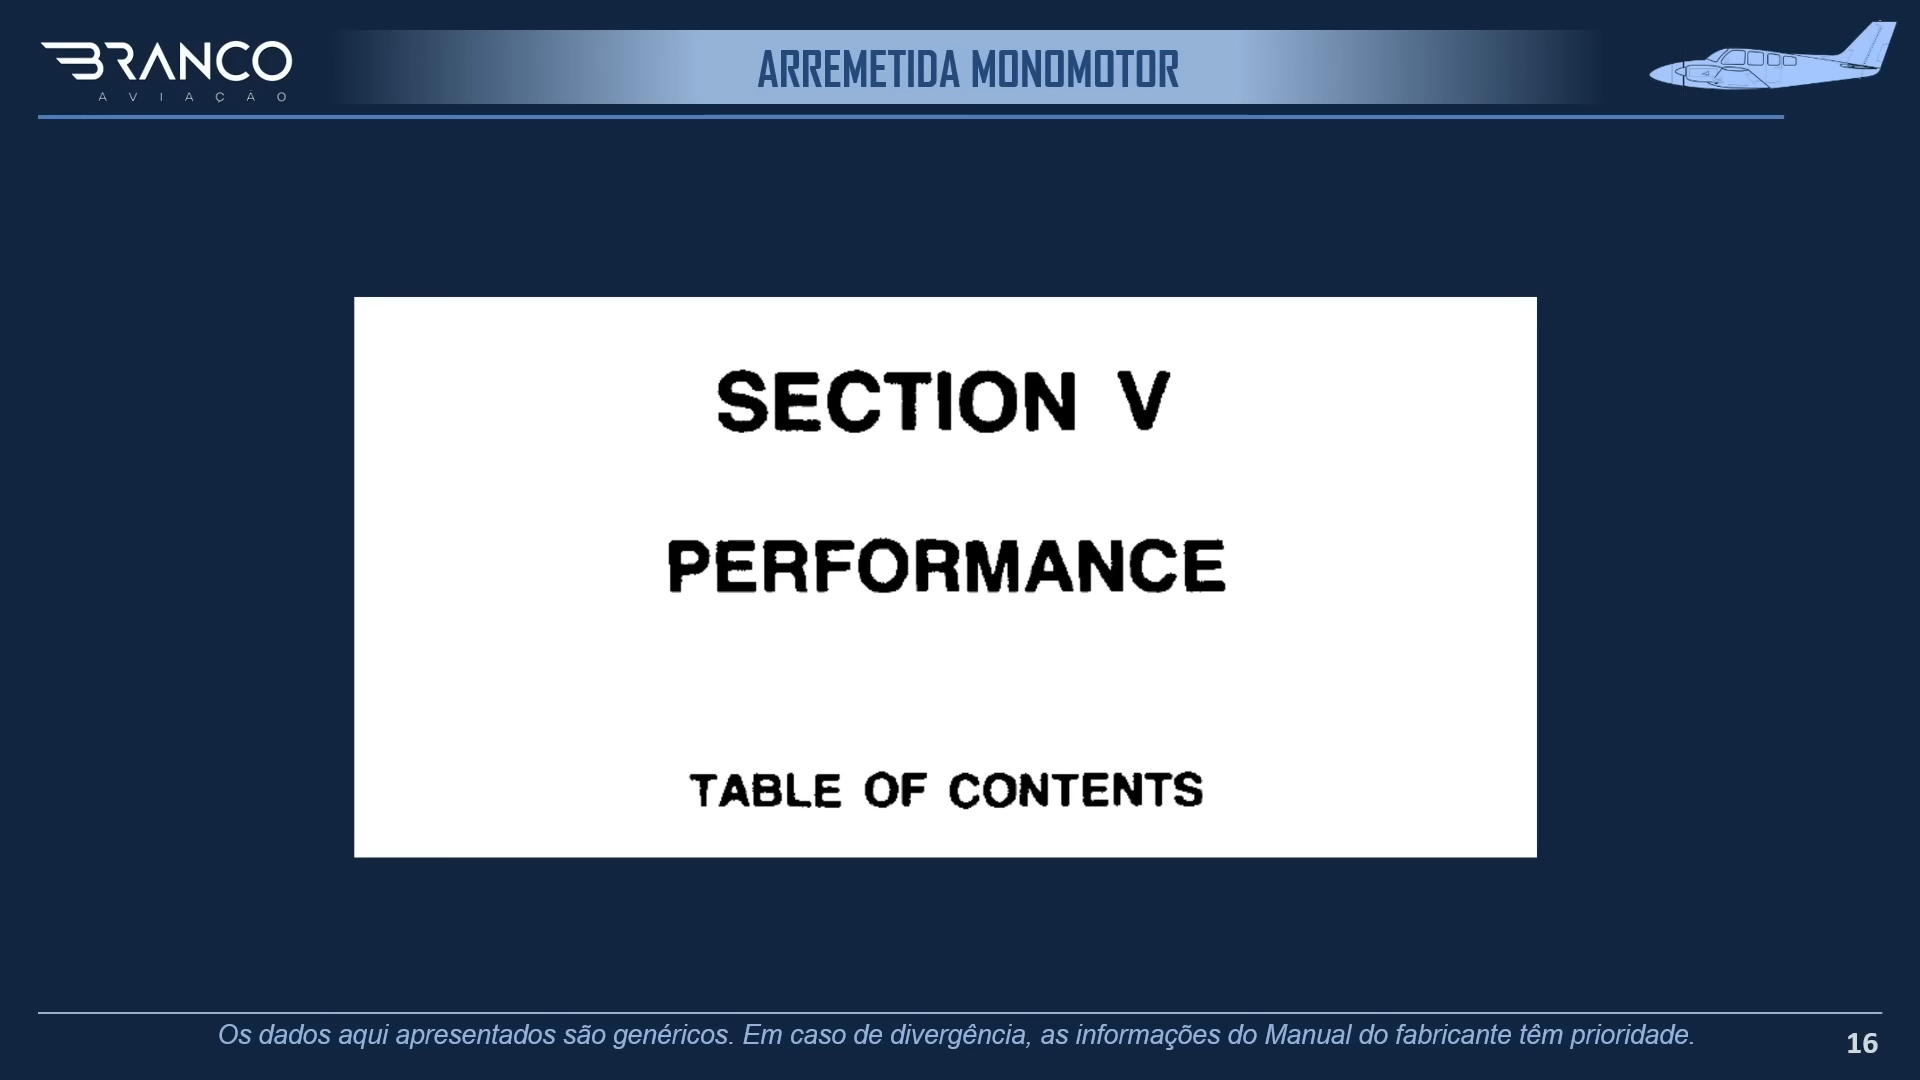 BRANCO
AVIAÇÃO
ARREMETIDA MONOMOTOR
SECTION V
PERFORMANCE
TABLE OF CONTENTS
Os dados aqui apresentados são genéricos. Em caso de divergência, as informações do Manual do fabricante têm prioridade.
16